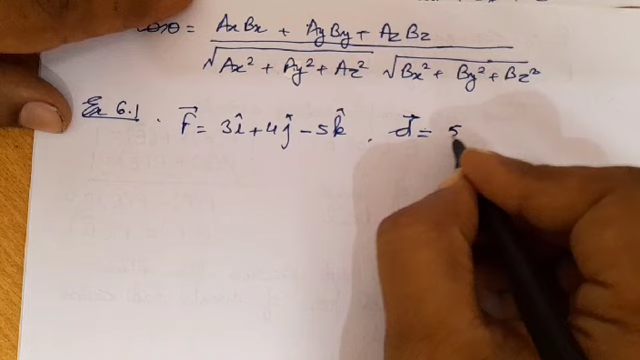 cosθ = AxBx + AyBy + AzBz
√Ax² + Ay² + Az² √Bx² + By² + Bz²
Ex 6.1 . F⃗ = 3î + 4ĵ - 5k̂ . d⃗ = 5